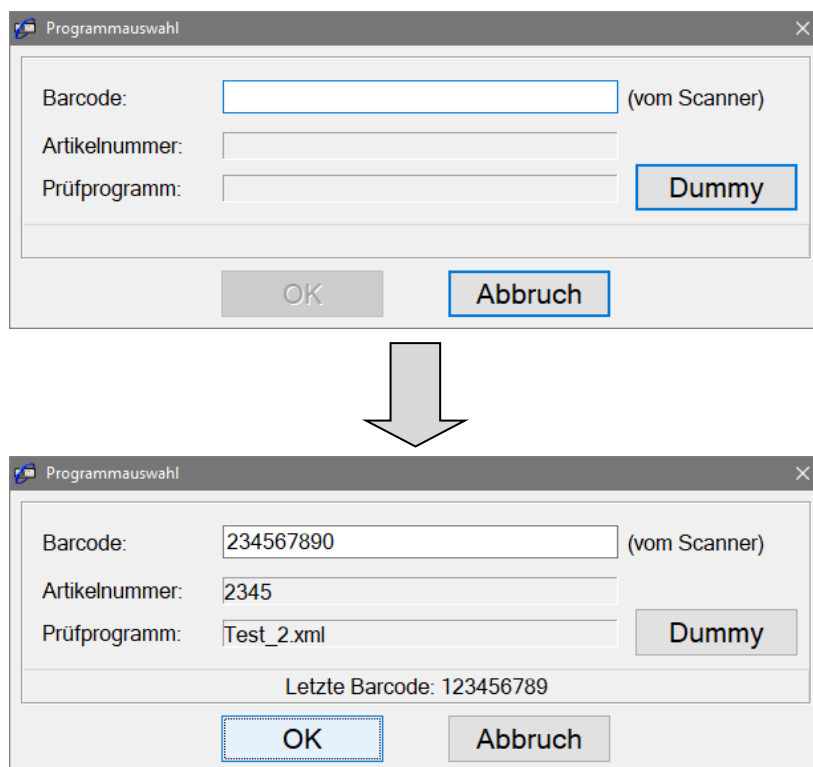 Programmauswahl
Barcode: (vom Scanner)
Artikelnummer:
Prüfprogramm: Dummy
OK Abbruch
Programmauswahl
Barcode: 234567890 (vom Scanner)
Artikelnummer: 2345
Prüfprogramm: Test_2.xml Dummy
Letzte Barcode: 123456789
OK Abbruch